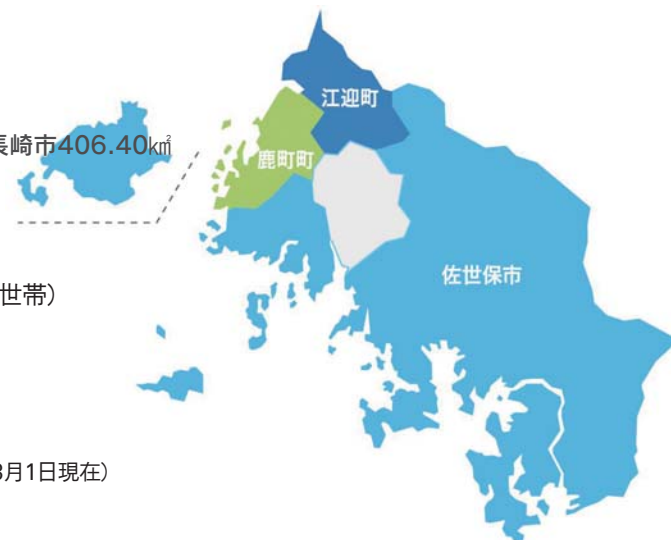 江迎町
長崎市406.40㎢
鹿町町
佐世保市
世帯）
月1日現在）